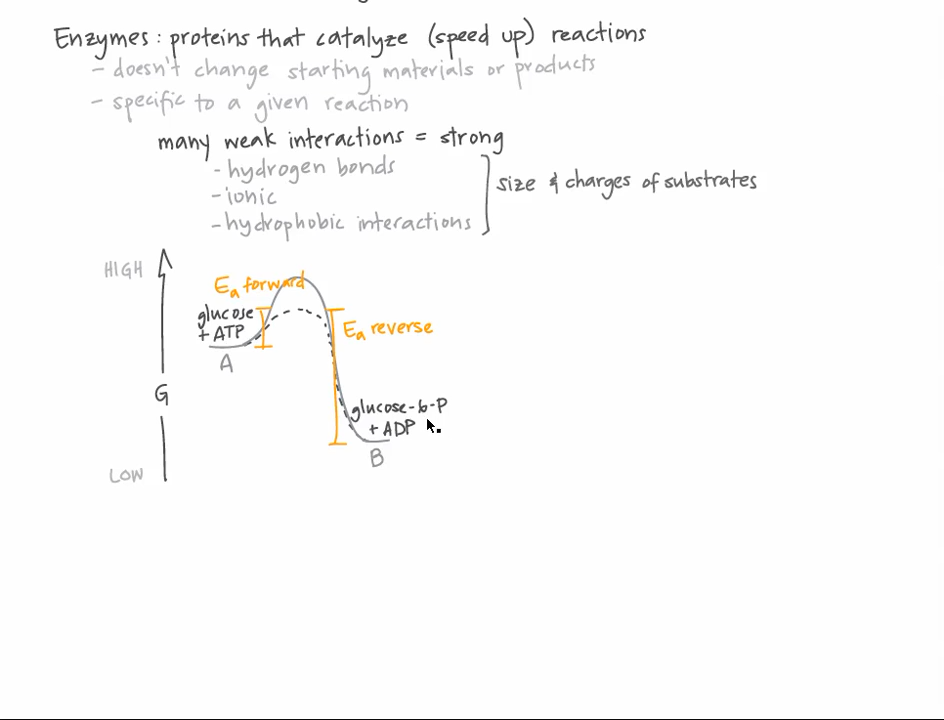 Enzymes: proteins that catalyze (speed up) reactions
- doesn't change starting materials or products
- specific to a given reaction
many weak interactions = strong
- hydrogen bonds
- ionic
- hydrophobic interactions
size & charges of substrates
HIGH
Ea forward
glucose
+ ATP
Ea reverse
A
G
glucose-6-P
+ ADP
B
LOW